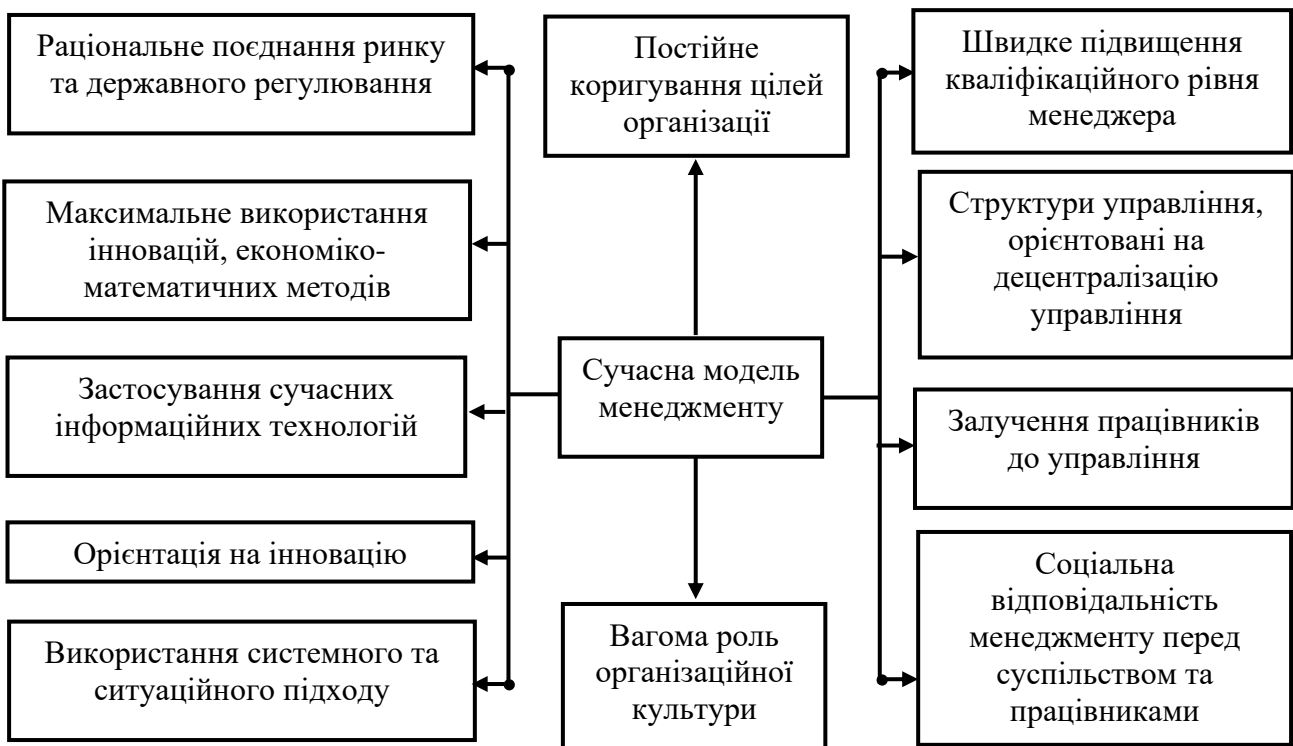 Раціональне поєднання ринку
та державного регулювання
Максимальне використання
інновацій, економіко-
математичних методів
Застосування сучасних
інформаційних технологій
Орієнтація на інновацію
Використання системного та
ситуаційного підходу
Постійне
коригування цілей
організації
Сучасна модель
менеджменту
Вагома роль
організаційної
культури
Швидке підвищення
кваліфікаційного рівня
менеджера
Структури управління,
орієнтовані на
децентралізацію
управління
Залучення працівників
до управління
Соціальна
відповідальність
менеджменту перед
суспільством та
працівниками